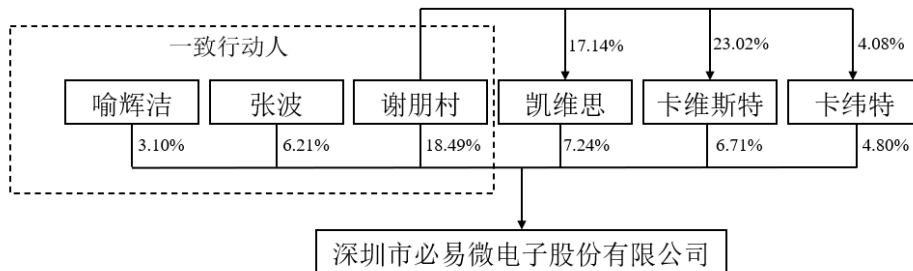 一致行动人
17.14%
23.02%
4.08%
喻辉洁
张波
谢朋村
凯维思
卡维斯特
卡纬特
3.10%
6.21%
18.49%
7.24%
6.71%
4.80%
深圳市必易微电子股份有限公司